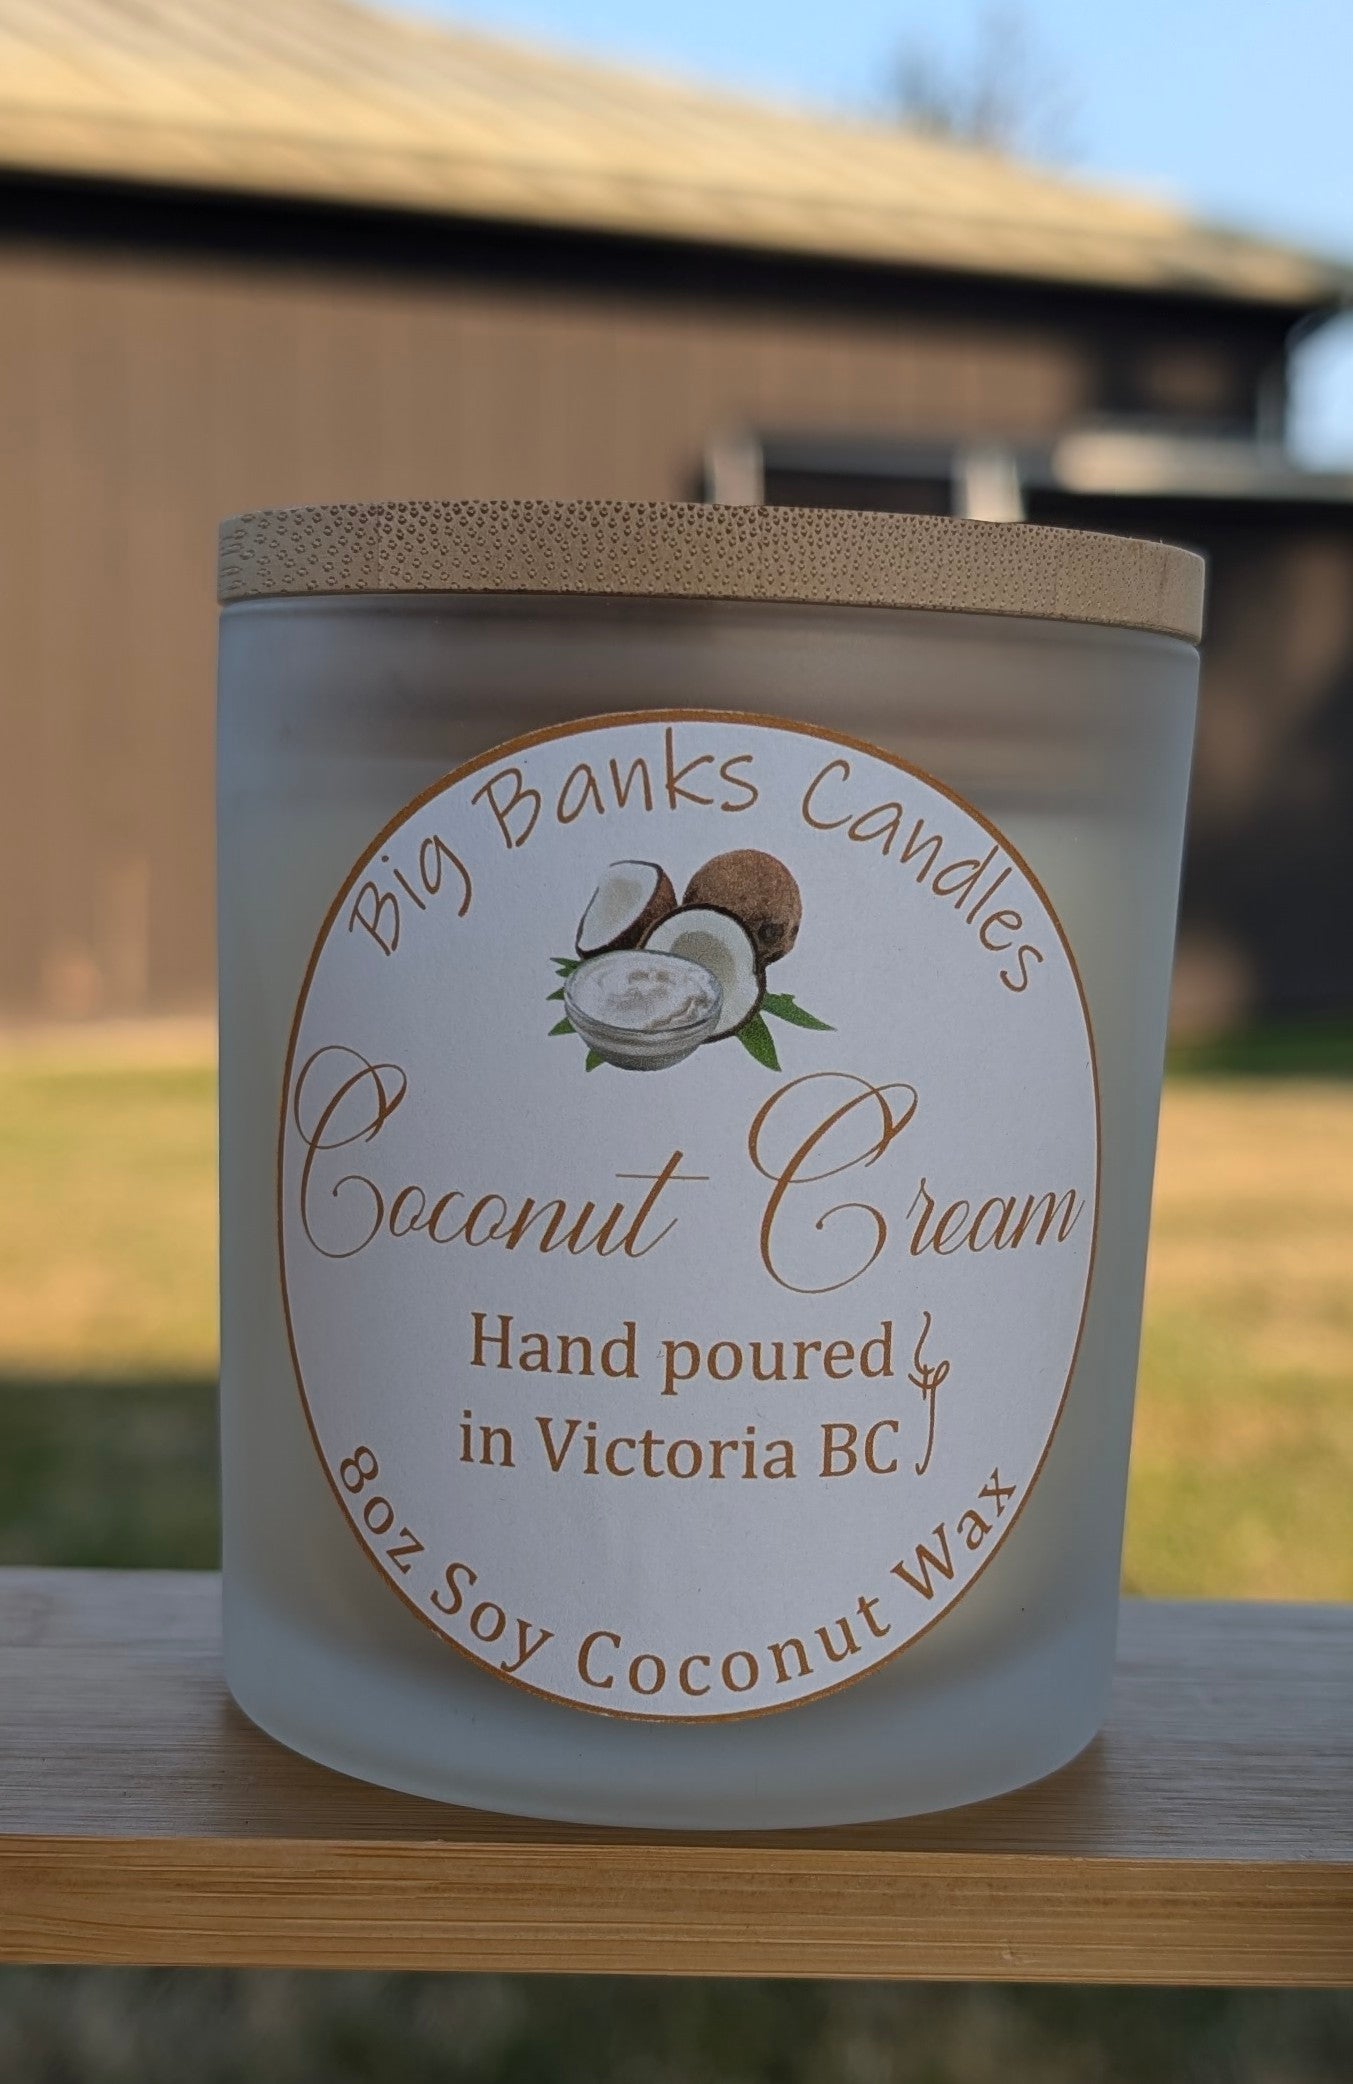 Big Banks Candles
Coconut Cream
Hand poured
in Victoria BC
8oz Soy Coconut Wax